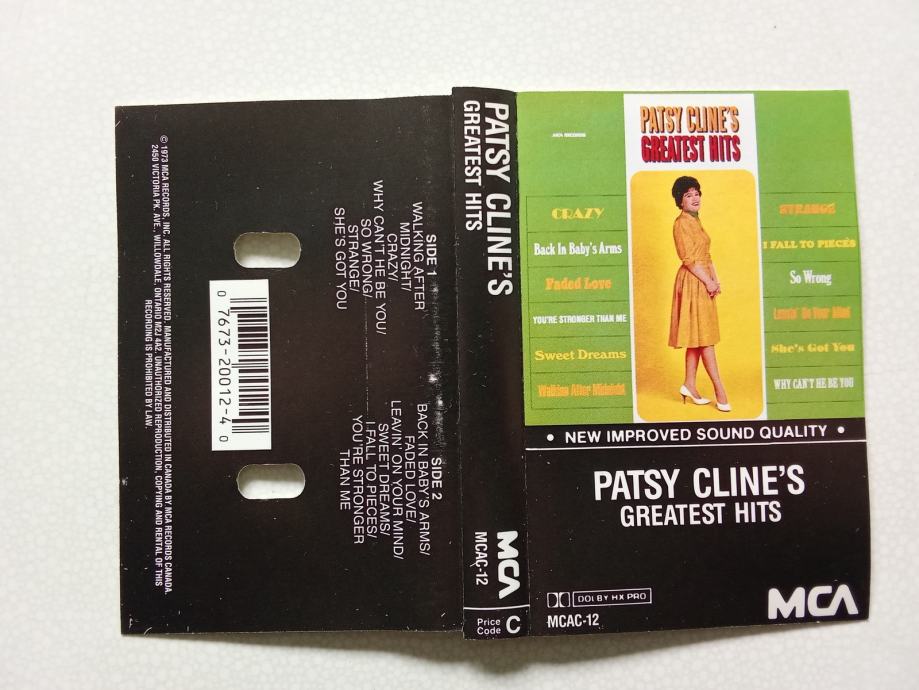 © 1973 MCA RECORDS, INC. ALL RIGHTS RESERVED. MANUFACTURED AND DISTRIBUTED IN CANADA BY MCA RECORDS CANADA.
2450 VICTORIA PK. AVE., WILLOWDALE, ONTARIO M2J 4A2. UNAUTHORIZED REPRODUCTION, COPYING AND RENTAL OF THIS
RECORDING IS PROHIBITED BY LAW.
0 7673-20012-4 0
SIDE 1
WALKING AFTER
MIDNIGHT/
CRAZY/
WHY CAN'T HE BE YOU/
SO WRONG/
STRANGE/
SHE'S GOT YOU
SIDE 2
BACK IN BABY'S ARMS/
FADED LOVE/
LEAVIN' ON YOUR MIND/
SWEET DREAMS/
I FALL TO PIECES/
YOU'RE STRONGER
THAN ME
PATSY CLINE'S
GREATEST HITS
MCA
MCAC-12
Price
Code C
MCA RECORDS
PATSY CLINE'S
GREATEST HITS
CRAZY
Back In Baby's Arms
Faded Love
YOU'RE STRONGER THAN ME
Sweet Dreams
Walking After Midnight
STRANGE
I FALL TO PIECES
So Wrong
Leavin' On Your Mind
She's Got You
WHY CAN'T HE BE YOU
• NEW IMPROVED SOUND QUALITY •
PATSY CLINE'S
GREATEST HITS
DOLBY HX PRO
MCAC-12
MCA